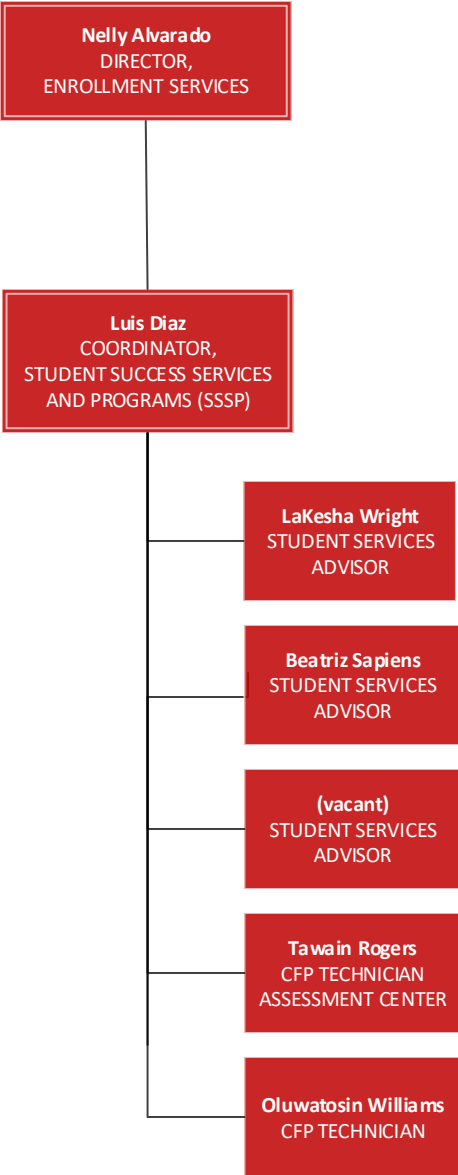 Nelly Alvarado
DIRECTOR,
ENROLLMENT SERVICES
Luis Diaz
COORDINATOR,
STUDENT SUCCESS SERVICES
AND PROGRAMS (SSSP)
LaKesha Wright
STUDENT SERVICES
ADVISOR
Beatriz Sapiens
STUDENT SERVICES
ADVISOR
(vacant)
STUDENT SERVICES
ADVISOR
Tawain Rogers
CFP TECHNICIAN
ASSESSMENT CENTER
Oluwatosin Williams
CFP TECHNICIAN